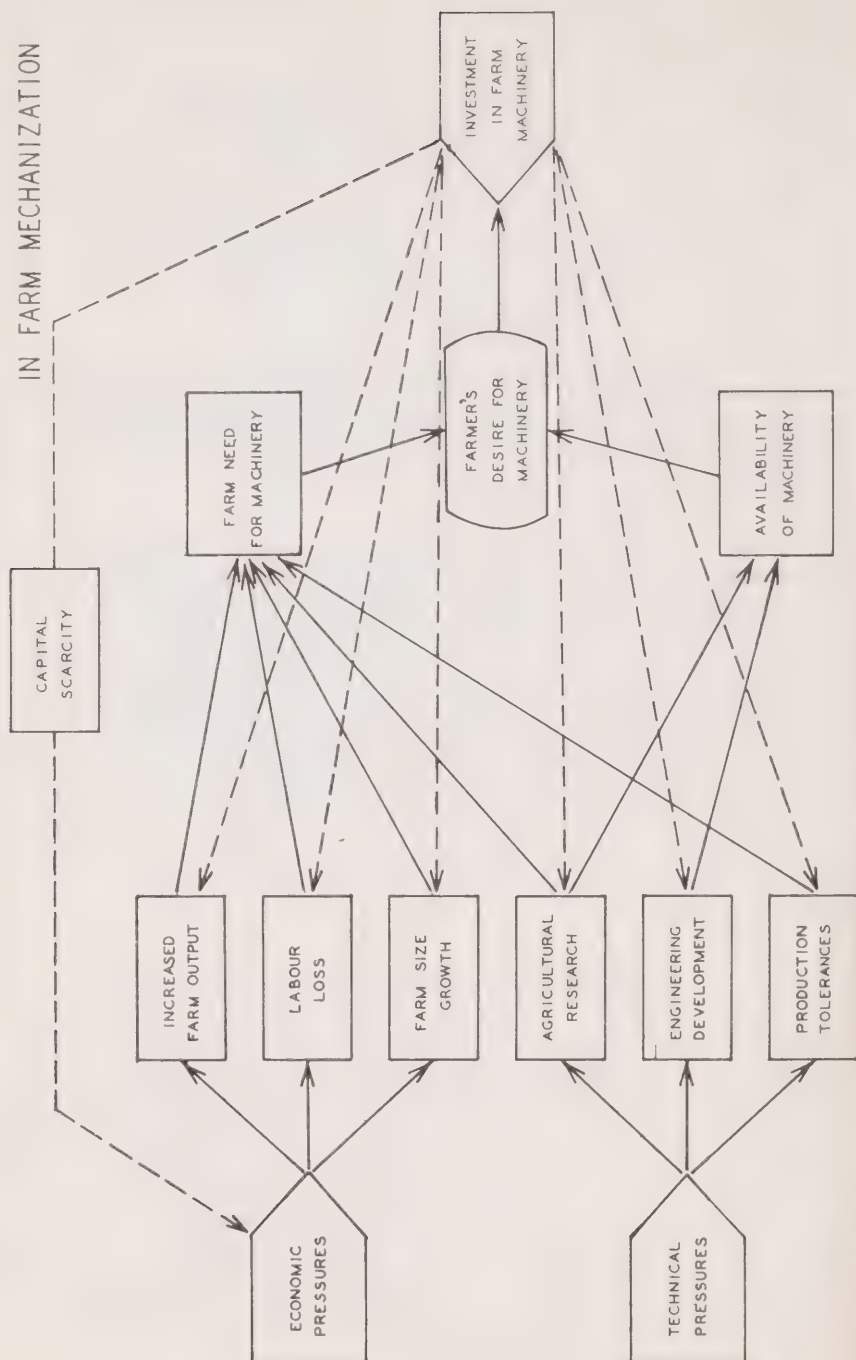 IN FARM MECHANIZATION
CAPITAL
SCARCITY
ECONOMIC
PRESSURES
INCREASED
FARM OUTPUT
LABOUR
LOSS
FARM SIZE
GROWTH
FARM NEED
FOR MACHINERY
FARMER'S
DESIRE FOR
MACHINERY
INVESTMENT
IN FARM
MACHINERY
TECHNICAL
PRESSURES
AGRICULTURAL
RESEARCH
ENGINEERING
DEVELOPMENT
PRODUCTION
TOLERANCES
AVAILABILITY
OF MACHINERY